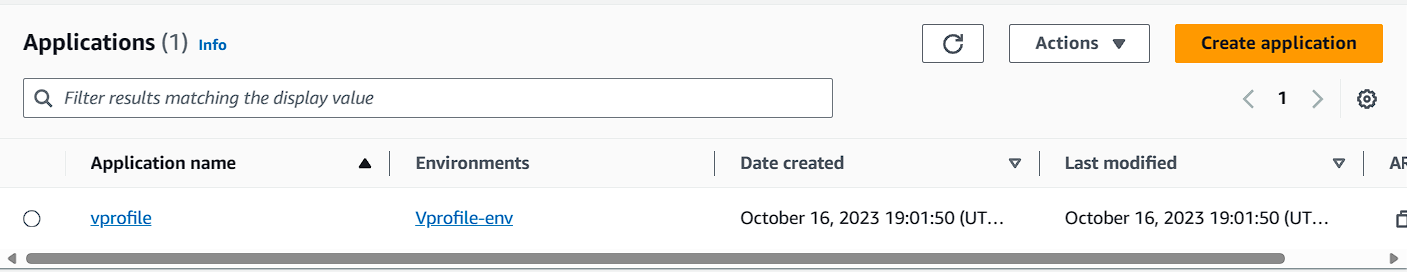 Applications (1) Info
Actions
Create application
Filter results matching the display value
1
Application name Environments Date created Last modified AR
vprofile Vprofile-env October 16, 2023 19:01:50 (UT… October 16, 2023 19:01:50 (UT…